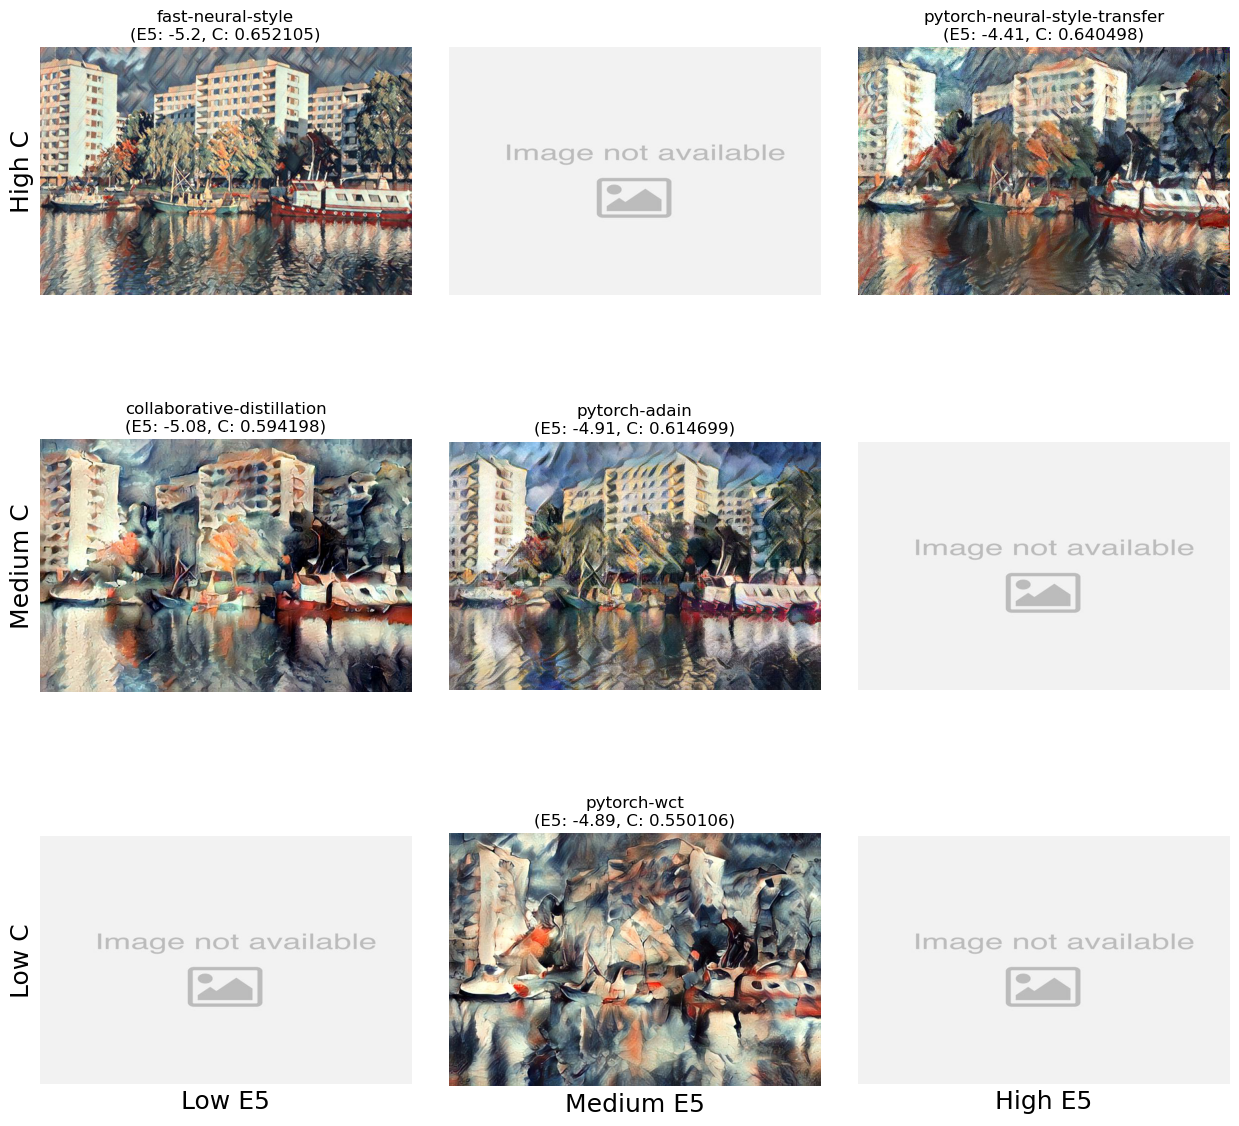 fast-neural-style
(E5: -5.2, C: 0.652105)
pytorch-neural-style-transfer
(E5: -4.41, C: 0.640498)
High C
Image not available
collaborative-distillation
(E5: -5.08, C: 0.594198)
pytorch-adain
(E5: -4.91, C: 0.614699)
Medium C
Image not available
pytorch-wct
(E5: -4.89, C: 0.550106)
Low C
Image not available
Image not available
Low E5
Medium E5
High E5